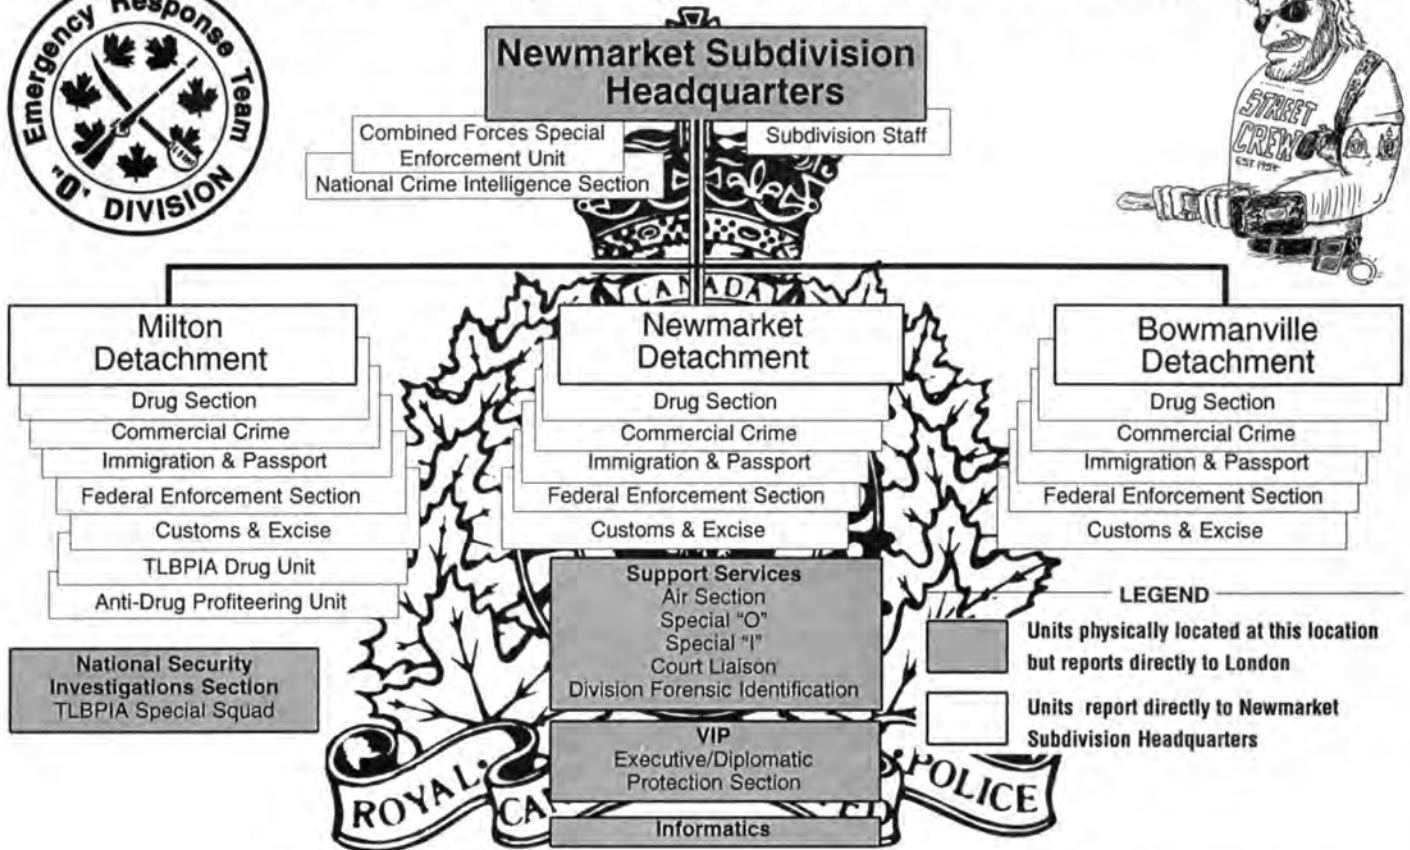 Emergency Response Team
"O" DIVISION
Newmarket Subdivision
Headquarters
Combined Forces Special
Enforcement Unit
National Crime Intelligence Section
Subdivision Staff
STREET
CREW
EST 195
CANADA
Milton
Detachment
Drug Section
Commercial Crime
Immigration & Passport
Federal Enforcement Section
Customs & Excise
TLBPIA Drug Unit
Anti-Drug Profiteering Unit
National Security
Investigations Section
TLBPIA Special Squad
Newmarket
Detachment
Drug Section
Commercial Crime
Immigration & Passport
Federal Enforcement Section
Customs & Excise
Support Services
Air Section
Special "O"
Special "I"
Court Liaison
Division Forensic Identification
VIP
Executive/Diplomatic
Protection Section
Informatics
Bowmanville
Detachment
Drug Section
Commercial Crime
Immigration & Passport
Federal Enforcement Section
Customs & Excise
LEGEND
Units physically located at this location
but reports directly to London
Units report directly to Newmarket
Subdivision Headquarters
ROYAL
POLICE